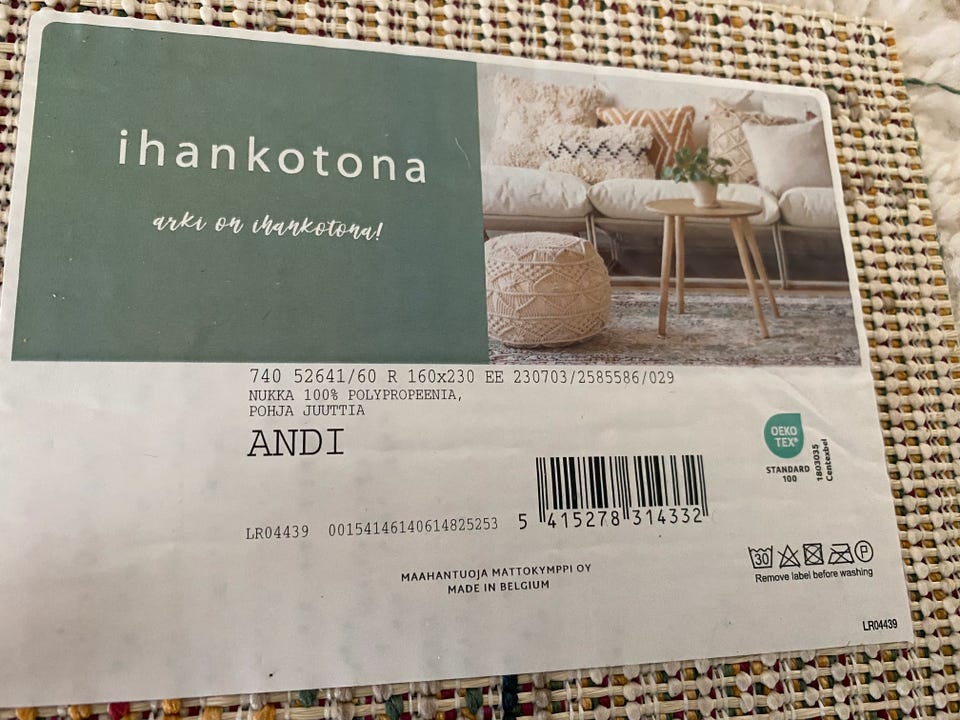 ihankotona
arki on ihankotona!
740 52641/60 R 160x230 EE 230703/2585586/029
NUKKA 100% POLYPROPEENIA,
POHJA JUUTTIA
ANDI
OEKO
TEX®
STANDARD
100
1803035
Centexbel
5 415278 314332
LR04439 00154146140614825253
MAAHANTUOJA MATTOKYMPPI OY
MADE IN BELGIUM
30 P
Remove label before washing
LR04439